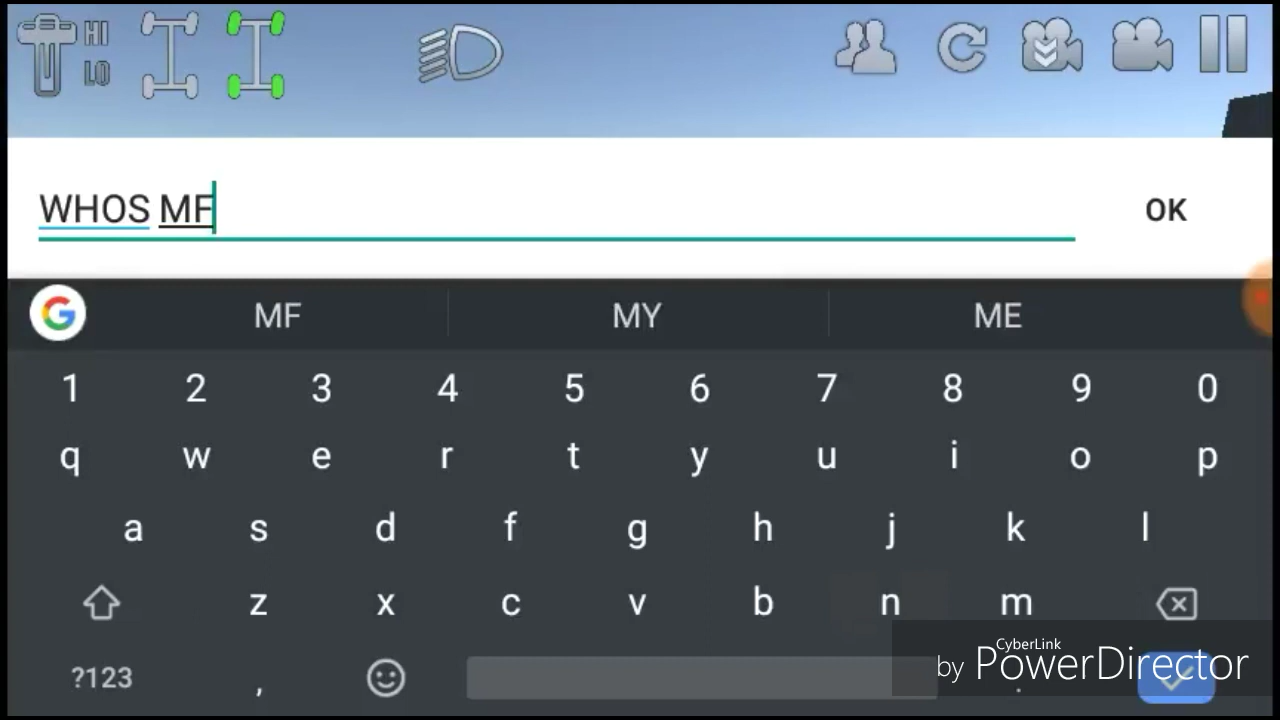 HI
LO
WHOS MF
OK
MF MY ME
1 2 3 4 5 6 7 8 9 0
q w e r t y u i o p
a s d f g h j k l
z x c v b n m
?123 , .
CyberLink
by PowerDirector